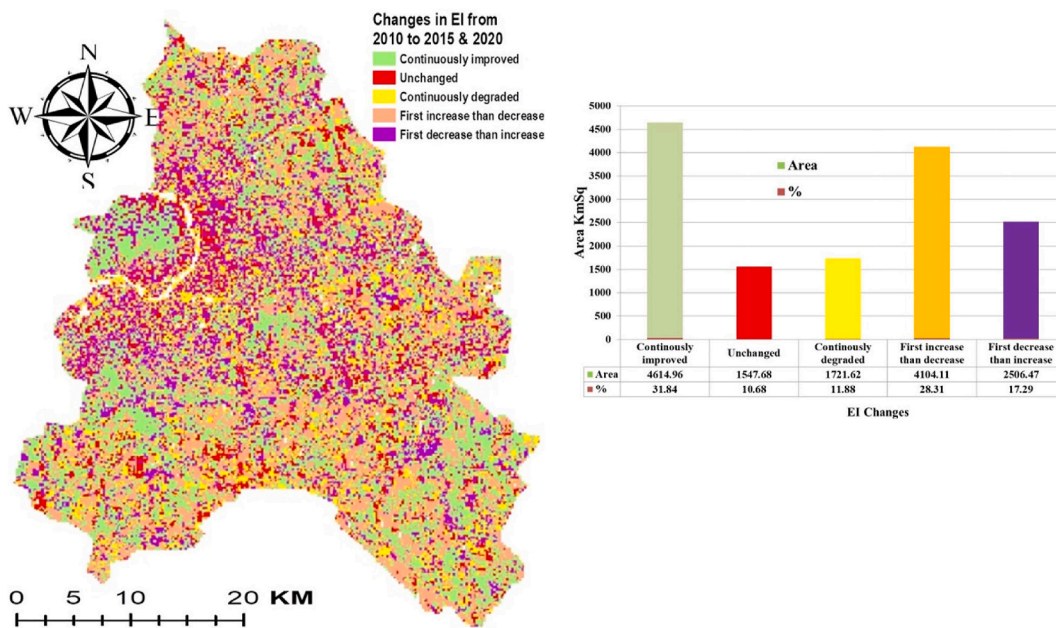 Changes in EI from
2010 to 2015 & 2020
Continuously improved
Unchanged
Continuously degraded
First increase than decrease
First decrease than increase
N
W E
S
0 5 10 20 KM
5000
4500
4000
3500
3000
2500
2000
1500
1000
500
0
Area KmSq
Area
%
Continously improved Unchanged Continously degraded First increase than decrease First decrease than increase
Area 4614.96 1547.68 1721.62 4104.11 2506.47
% 31.84 10.68 11.88 28.31 17.29
EI Changes